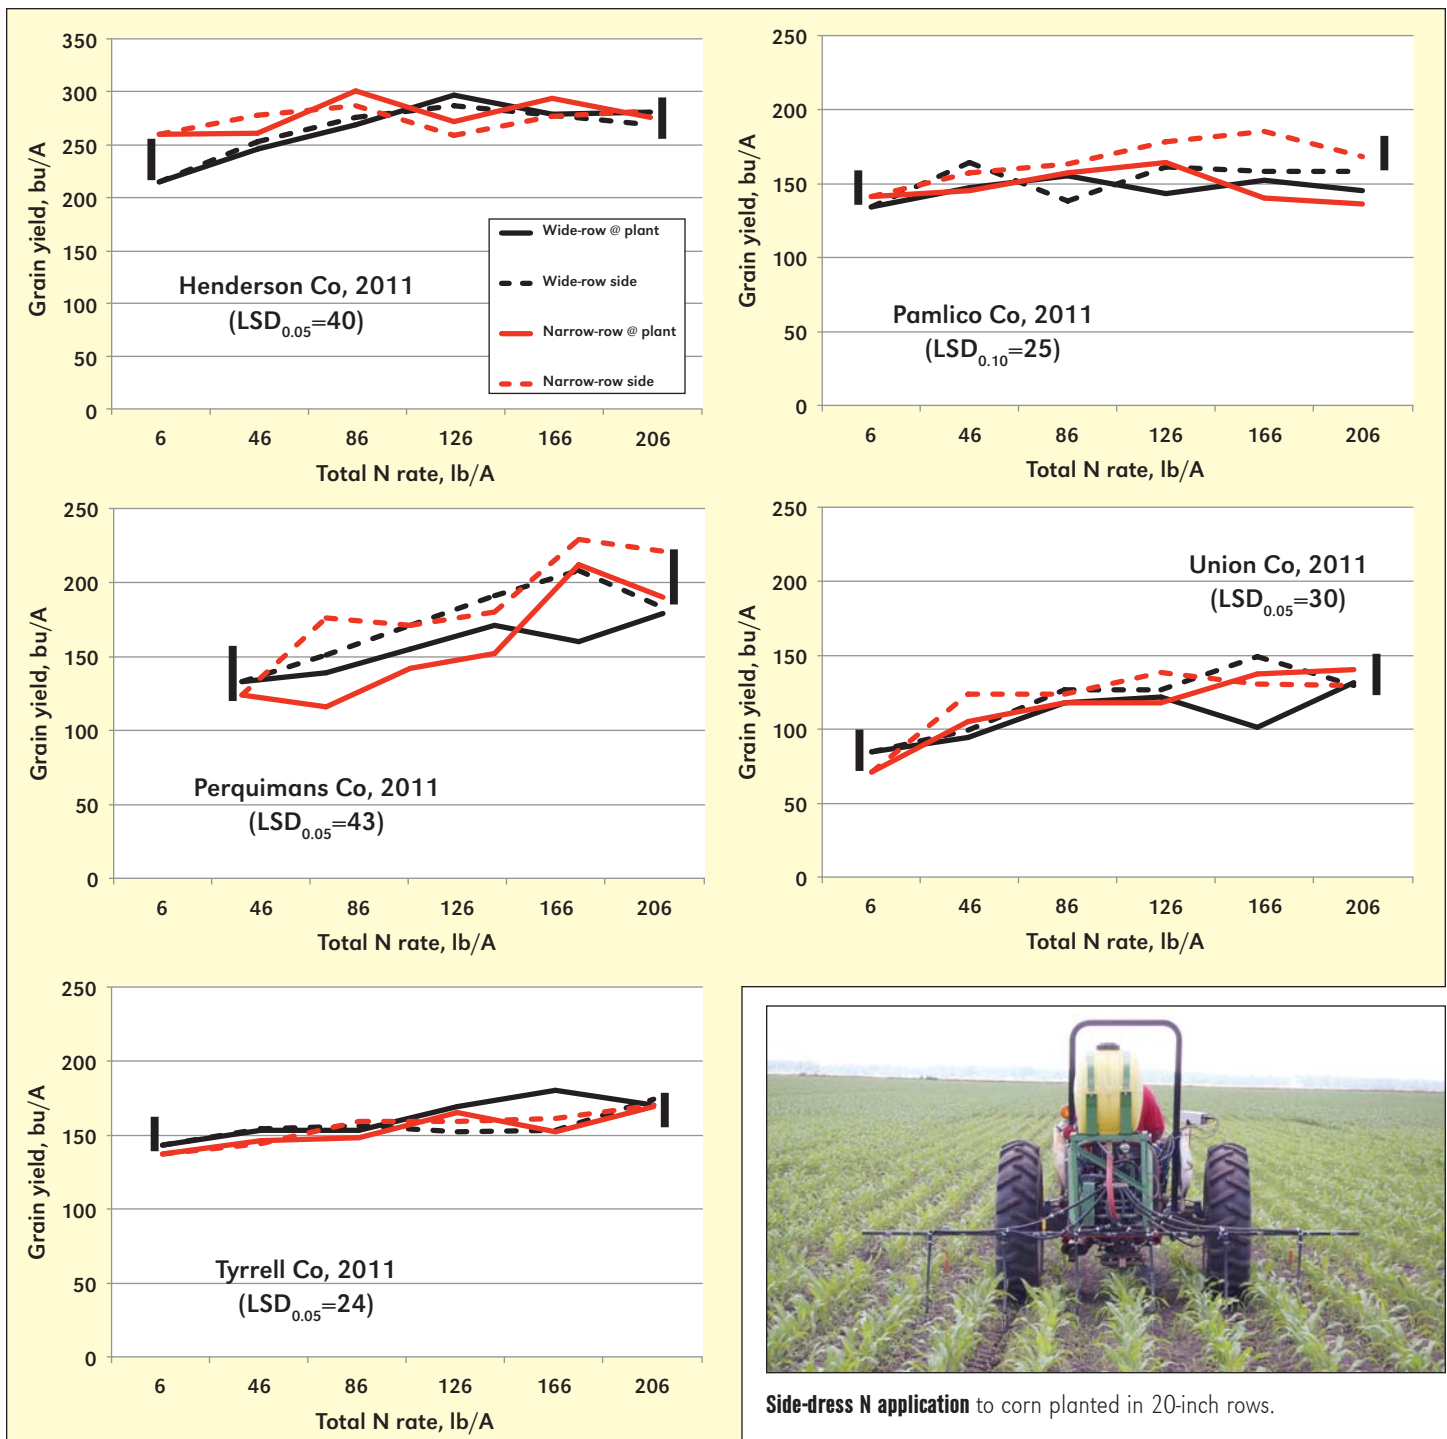 350
300
250
200
150
100
50
0
Grain yield, bu/A
Henderson Co, 2011
(LSD0.05=40)
Wide-row @ plant
Wide-row side
Narrow-row @ plant
Narrow-row side
6 46 86 126 166 206
Total N rate, lb/A
250
200
150
100
50
0
Grain yield, bu/A
Pamlico Co, 2011
(LSD0.10=25)
6 46 86 126 166 206
Total N rate, lb/A
250
200
150
100
50
0
Grain yield, bu/A
Perquimans Co, 2011
(LSD0.05=43)
6 46 86 126 166 206
Total N rate, lb/A
250
200
150
100
50
0
Grain yield, bu/A
Union Co, 2011
(LSD0.05=30)
6 46 86 126 166 206
Total N rate, lb/A
250
200
150
100
50
0
Grain yield, bu/A
Tyrrell Co, 2011
(LSD0.05=24)
6 46 86 126 166 206
Total N rate, lb/A
Side-dress N application to corn planted in 20-inch rows.